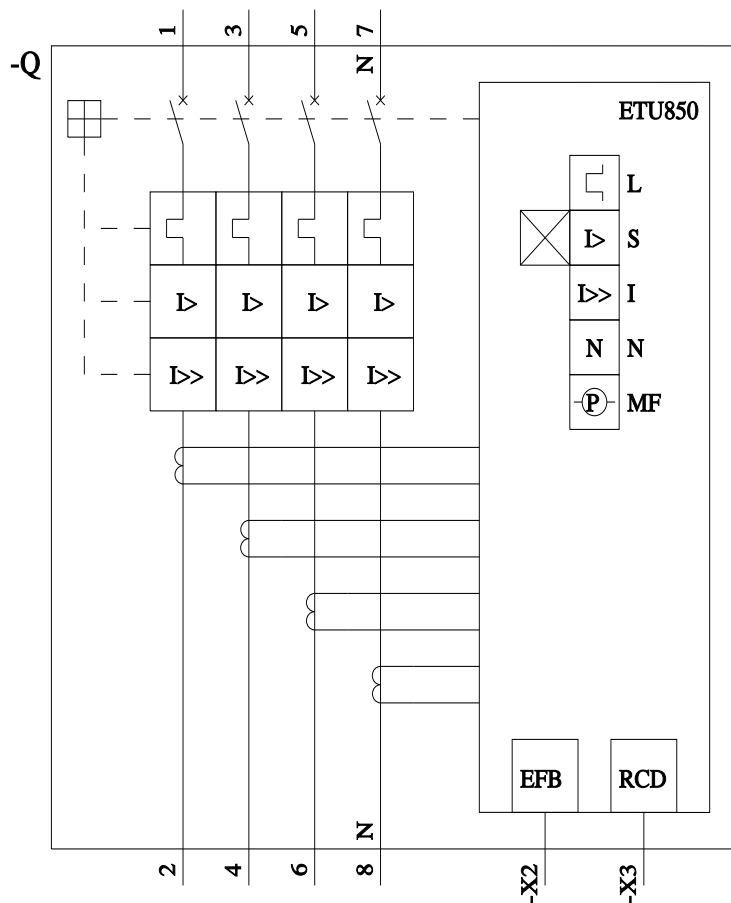 1 3 5 7
-Q
N
ETU850
L
I> S
I> I> I> I>
I>> I
N N
I>> I>> I>> I>>
P MF
EFB RCD
N
2 4 6 8
-X2 -X3